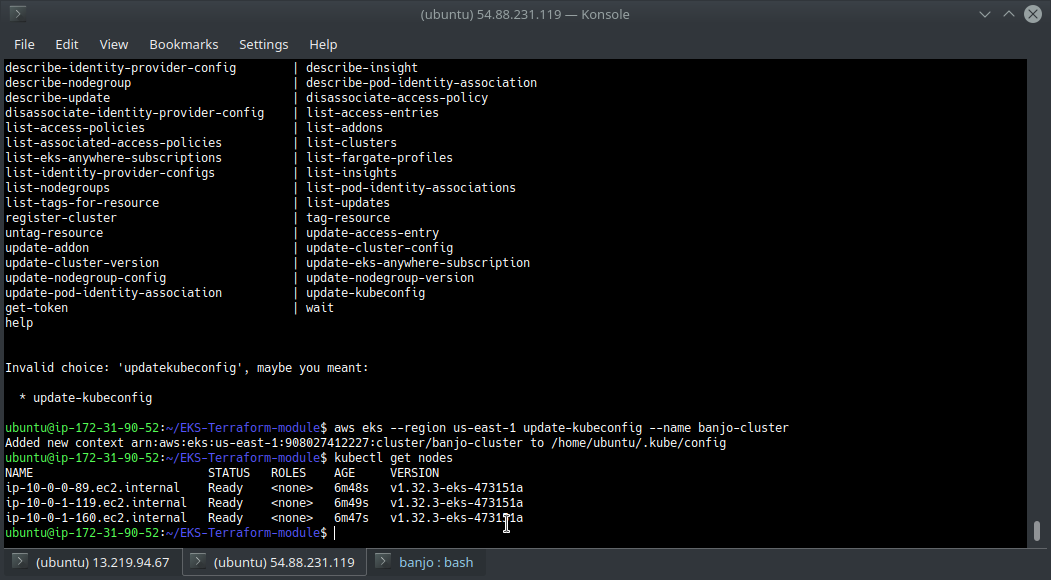 (ubuntu) 54.88.231.119 — Konsole
File Edit View Bookmarks Settings Help
describe-identity-provider-config | describe-insight
describe-nodegroup | describe-pod-identity-association
describe-update | disassociate-access-policy
disassociate-identity-provider-config | list-access-entries
list-access-policies | list-addons
list-associated-access-policies | list-clusters
list-eks-anywhere-subscriptions | list-fargate-profiles
list-identity-provider-configs | list-insights
list-nodegroups | list-pod-identity-associations
list-tags-for-resource | list-updates
register-cluster | tag-resource
untag-resource | update-access-entry
update-addon | update-cluster-config
update-cluster-version | update-eks-anywhere-subscription
update-nodegroup-config | update-nodegroup-version
update-pod-identity-association | update-kubeconfig
get-token | wait
help
Invalid choice: 'updatekubeconfig', maybe you meant:
* update-kubeconfig
ubuntu@ip-172-31-90-52:~/EKS-Terraform-module$ aws eks --region us-east-1 update-kubeconfig --name banjo-cluster
Added new context arn:aws:eks:us-east-1:908027412227:cluster/banjo-cluster to /home/ubuntu/.kube/config
ubuntu@ip-172-31-90-52:~/EKS-Terraform-module$ kubectl get nodes
NAME STATUS ROLES AGE VERSION
ip-10-0-0-89.ec2.internal Ready <none> 6m48s v1.32.3-eks-473151a
ip-10-0-1-119.ec2.internal Ready <none> 6m49s v1.32.3-eks-473151a
ip-10-0-1-160.ec2.internal Ready <none> 6m47s v1.32.3-eks-473151a
ubuntu@ip-172-31-90-52:~/EKS-Terraform-module$
(ubuntu) 13.219.94.67 (ubuntu) 54.88.231.119 banjo : bash